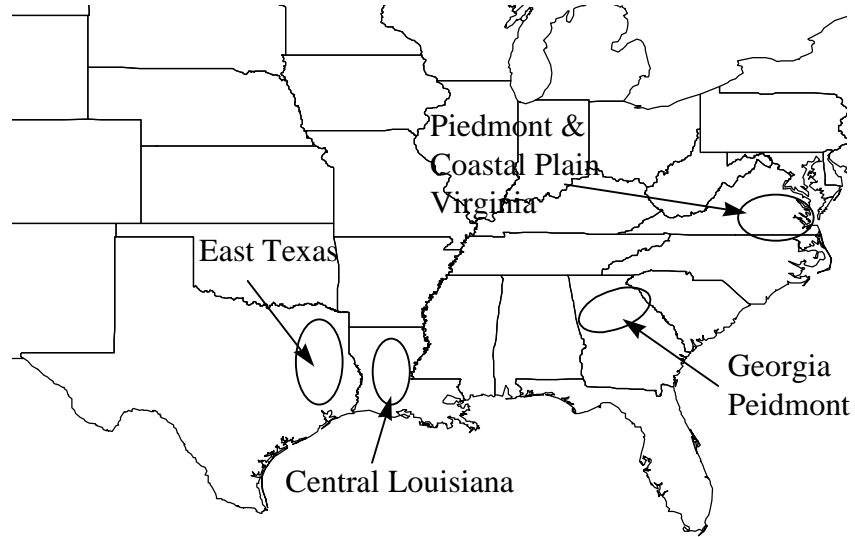 Piedmont &
Coastal Plain
Virginia
East Texas
Georgia
Peidmont
Central Louisiana